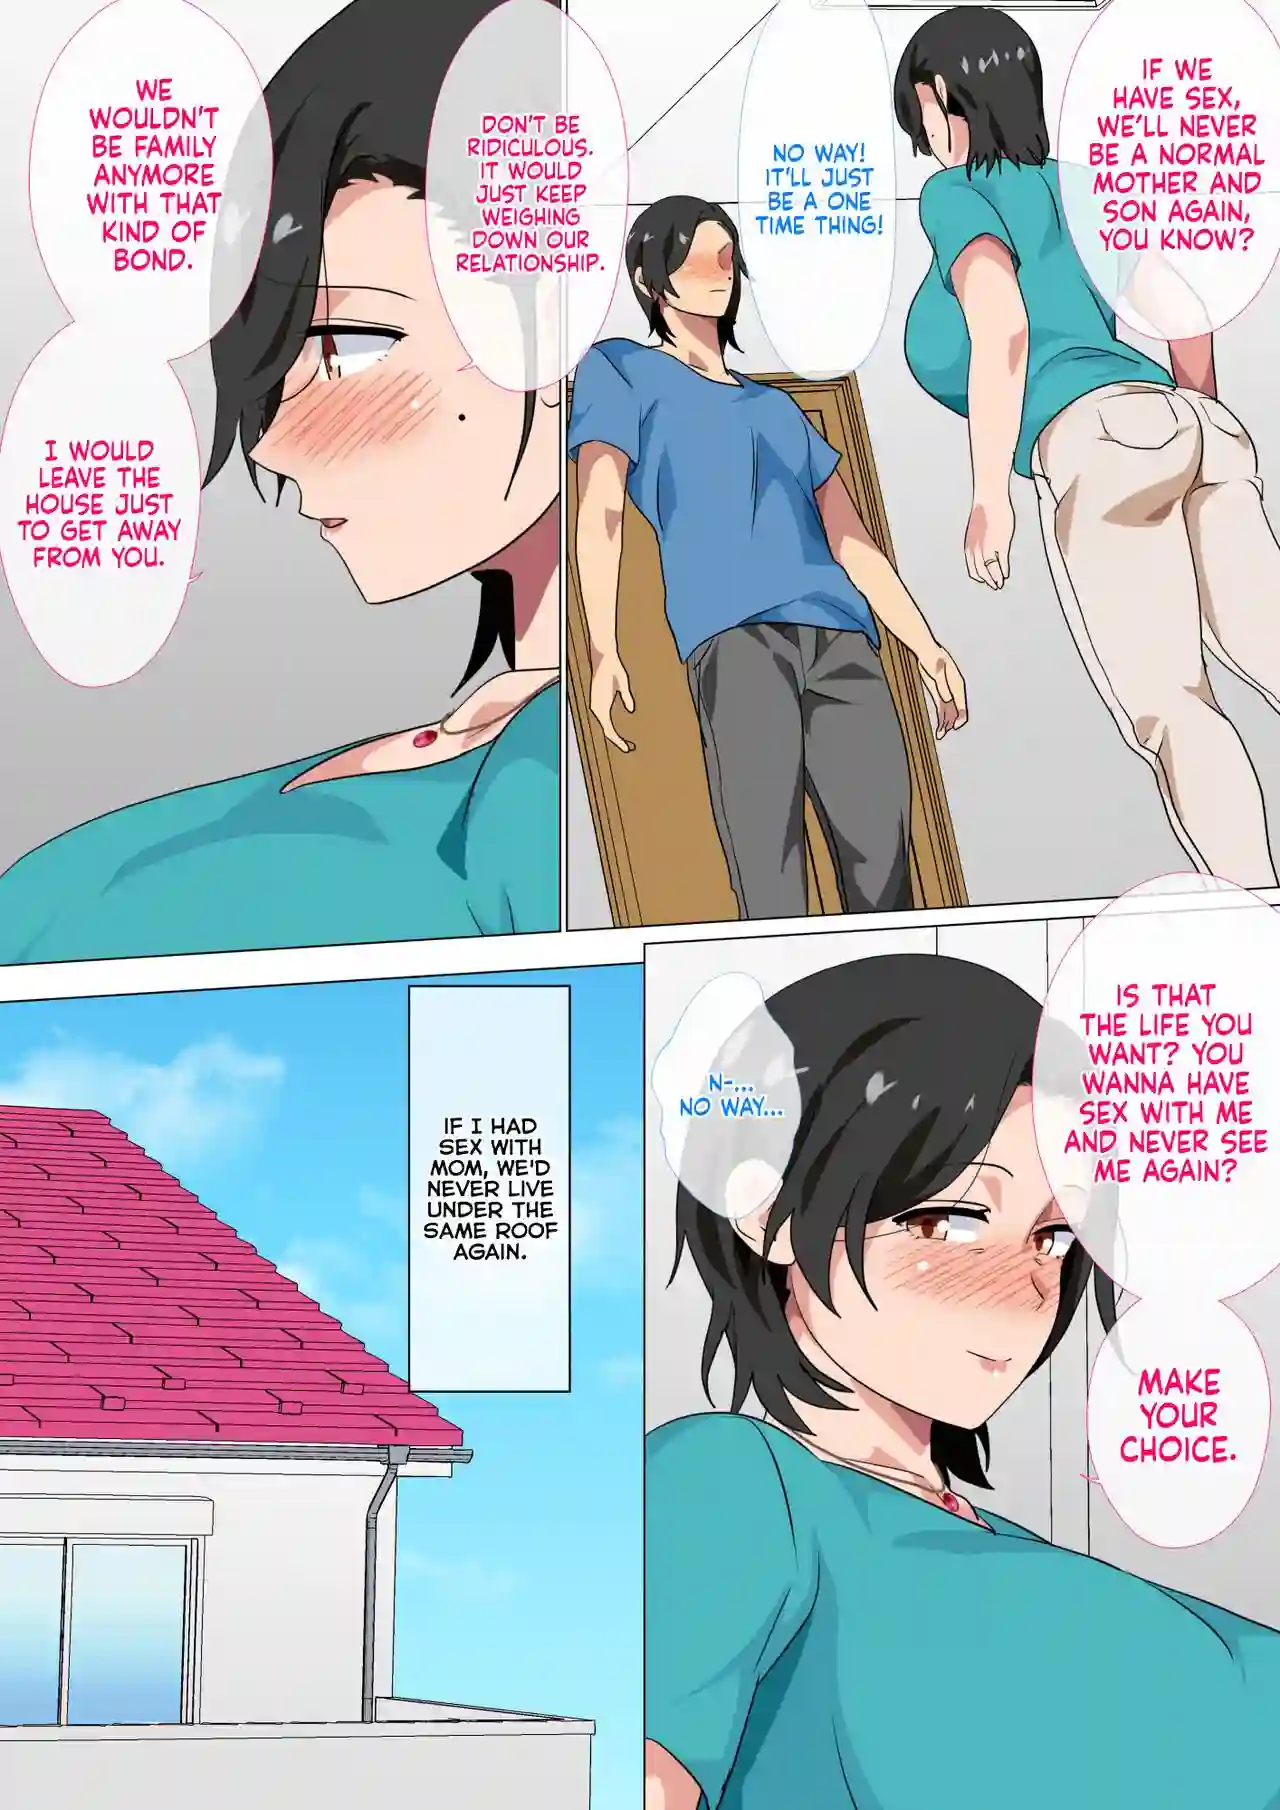 IF WE
HAVE SEX,
WE'LL NEVER
BE A NORMAL
MOTHER AND
SON AGAIN,
YOU KNOW?
NO WAY!
IT'LL JUST
BE A ONE
TIME THING!
DON'T BE
RIDICULOUS.
IT WOULD
JUST KEEP
WEIGHING
DOWN OUR
RELATIONSHIP.
WE
WOULDN'T
BE FAMILY
ANYMORE
WITH THAT
KIND OF
BOND.
I WOULD
LEAVE THE
HOUSE JUST
TO GET AWAY
FROM YOU.
IS THAT
THE LIFE YOU
WANT? YOU
WANNA HAVE
SEX WITH ME
AND NEVER SEE
ME AGAIN?
MAKE
YOUR
CHOICE.
N-...
NO WAY...
IF I HAD
SEX WITH
MOM, WE'D
NEVER LIVE
UNDER THE
SAME ROOF
AGAIN.